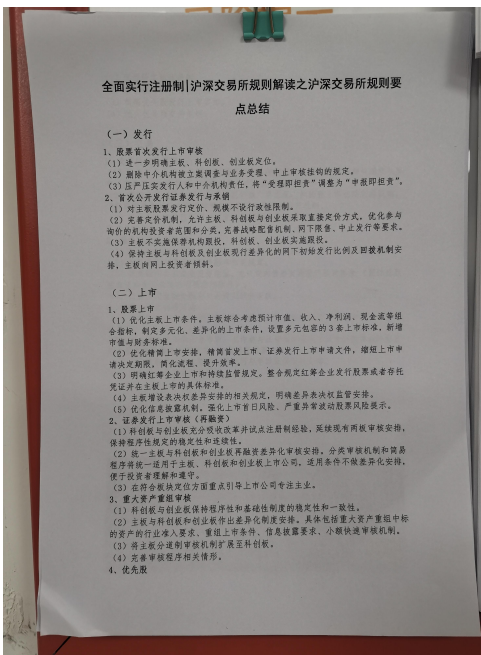 全面实行注册制|沪深交易所规则解读之沪深交易所规则要
点总结
（一）发行
1、股票首次发行上市审核
（1）进一步明确主板、科创板、创业板定位。
（2）删除中介机构被立案调查与业务受理、中止审核挂钩的规定。
（3）压严压实发行人和中介机构责任，将“受理即担责”调整为“申报即担责”。
2、首次公开发行证券发行与承销
（1）对主板股票发行定价、规模不设行政性限制。
（2）完善定价机制，允许主板、科创板与创业板采取直接定价方式。优化参与
询价的机构投资者范围和分类。完善战略配售机制、网下限售、中止发行等要求。
（3）主板不实施保荐机构跟投，科创板、创业板实施跟投。
（4）保持主板与科创板及创业板现行差异化的网下初始发行比例及回拨机制安
排，主板向网上投资者倾斜。
（二）上市
1、股票上市
（1）优化主板上市条件。主板综合考虑预计市值、收入、净利润、现金流等组
合指标，制定多元化、差异化的上市条件，设置多元包容的3套上市标准，新增
市值与财务标准。
（2）优化精简上市安排，精简首发上市、证券发行上市申请文件，缩短上市申
请决定期限，简化流程、提升效率。
（3）明确红筹企业上市和持续监管规定。整合规定红筹企业发行股票或者存托
凭证并在主板上市的具体标准。
（4）主板增设表决权差异安排的相关规定，明确差异表决权监管安排。
（5）优化信息披露机制。强化上市首日风险、严重异常波动股票风险提示。
2、证券发行上市审核（再融资）
（1）科创板与创业板充分吸收改革并试点注册制经验，延续现有两板审核安排，
保持程序性规定的稳定性和连续性。
（2）统一主板与科创板和创业板再融资差异化审核安排。分类审核机制和简易
程序将统一适用于主板、科创板和创业板上市公司，适用条件不做差异化安排，
便于投资者理解和遵守。
（3）在符合板块定位方面重点引导上市公司专注主业。
3、重大资产重组审核
（1）科创板与创业板保持程序性和基础性制度的稳定性和一致性。
（2）主板与科创板和创业板作出差异化制度安排。具体包括重大资产重组中标
的资产的行业准入要求、重组上市条件、信息披露要求、小额快速审核机制。
（3）将主板分道制审核机制扩展至科创板。
（4）完善审核程序相关情形。
4、优先股